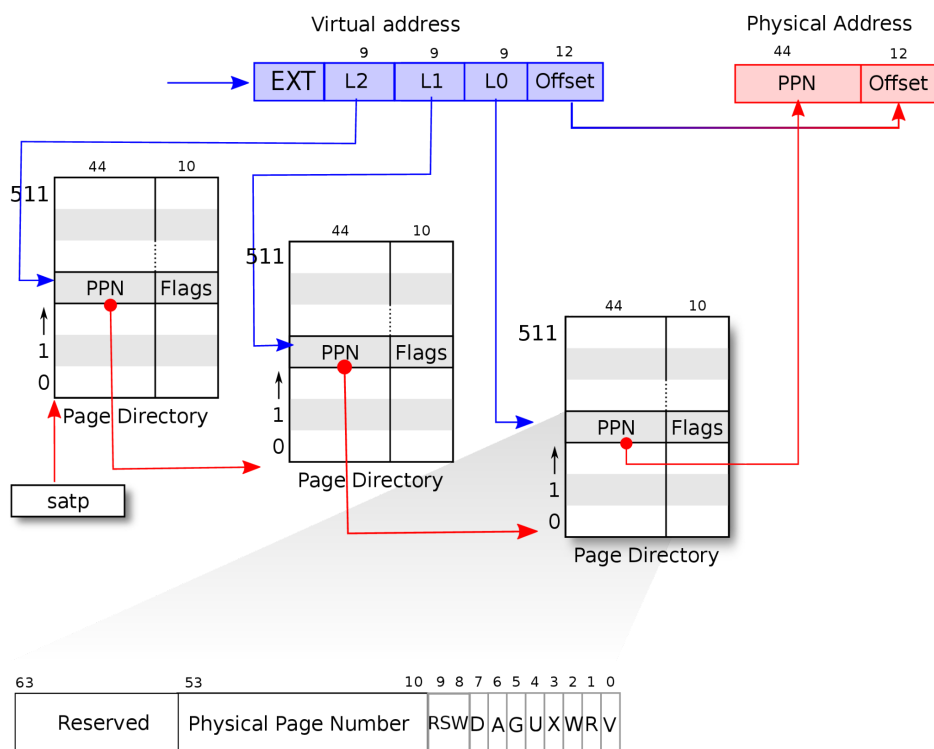 Virtual address
Physical Address
9 9 9 12
44 12
EXT L2 L1 L0 Offset
PPN Offset
44 10
511
PPN Flags
1
0
Page Directory
satp
44 10
511
PPN Flags
1
0
Page Directory
44 10
511
PPN Flags
1
0
Page Directory
63 53 10 9 8 7 6 5 4 3 2 1 0
Reserved Physical Page Number RSW D A G U X W R V